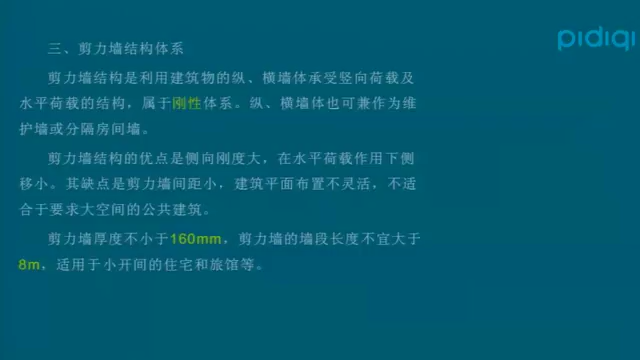 pidiqi
三、剪力墙结构体系
剪力墙结构是利用建筑物的纵、横墙体承受竖向荷载及
水平荷载的结构，属于刚性体系。纵、横墙体也可兼作为维
护墙或分隔房间墙。
剪力墙结构的优点是侧向刚度大，在水平荷载作用下侧
移小。其缺点是剪力墙间距小，建筑平面布置不灵活，不适
合于要求大空间的公共建筑。
剪力墙厚度不小于160mm，剪力墙的墙段长度不宜大于
8m，适用于小开间的住宅和旅馆等。